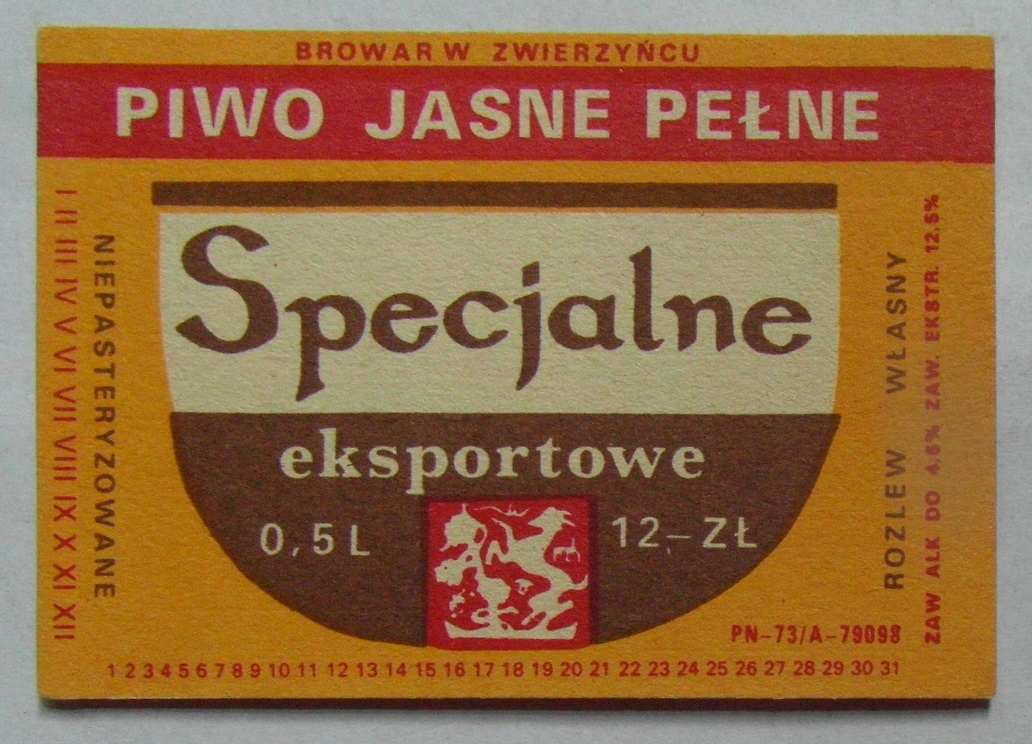 BROWAR W ZWIERZYŃCU
PIWO JASNE PEŁNE
I II III IV V VI VII VIII IX X XI XII
NIEPASTERYZOWANE
Specjalne
eksportowe
0,5 L
12,- ZŁ
ROZLEW WŁASNY
ZAW ALK DO 4.6% ZAW. EKSTR. 12.5%
PN-73/A-79098
1 2 3 4 5 6 7 8 9 10 11 12 13 14 15 16 17 18 19 20 21 22 23 24 25 26 27 28 29 30 31